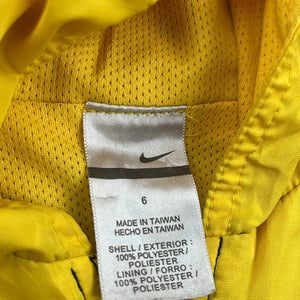 6
MADE IN TAIWAN
HECHO EN TAIWAN
SHELL / EXTERIOR :
100% POLYESTER /
POLIESTER
LINING / FORRO :
100% POLYESTER /
POLIESTER